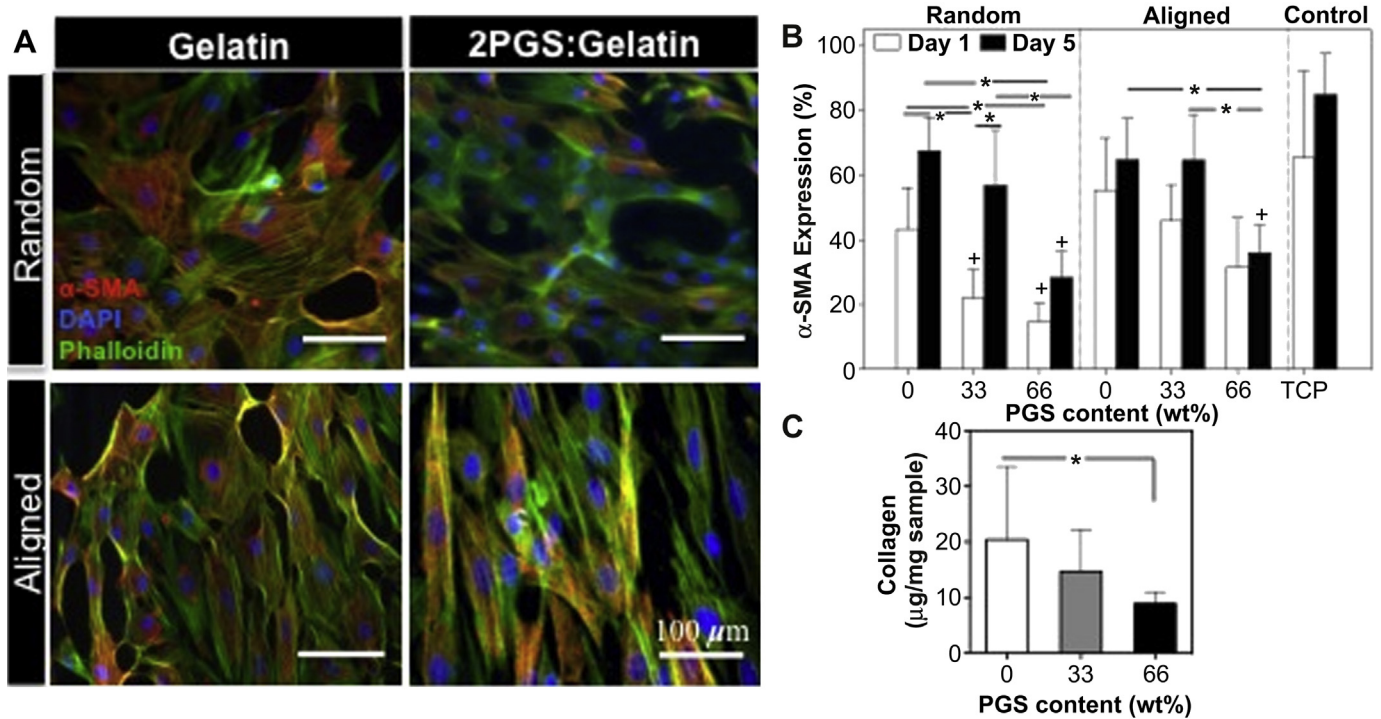 A
Gelatin
2PGS:Gelatin
Random
α-SMA
DAPI
Phalloidin
Aligned
100 μm
B
Random
Aligned
Control
Day 1
Day 5
α-SMA Expression (%)
100
80
60
40
20
0
*
*
*
*
*
*
*
+
+
+
+
0
33
66
0
33
66
TCP
PGS content (wt%)
C
Collagen
(μg/mg sample)
40
30
20
10
0
*
0
33
66
PGS content (wt%)